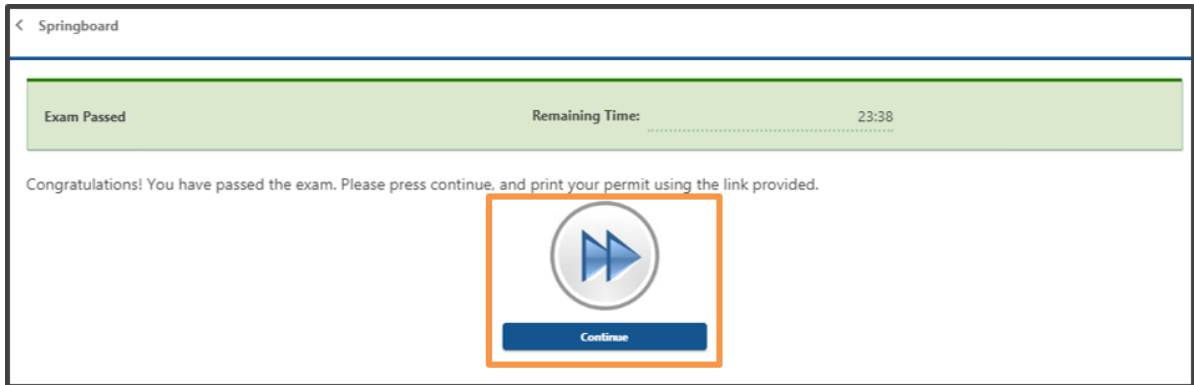 < Springboard
Exam Passed Remaining Time: 23:38
Congratulations! You have passed the exam. Please press continue, and print your permit using the link provided.
Continue